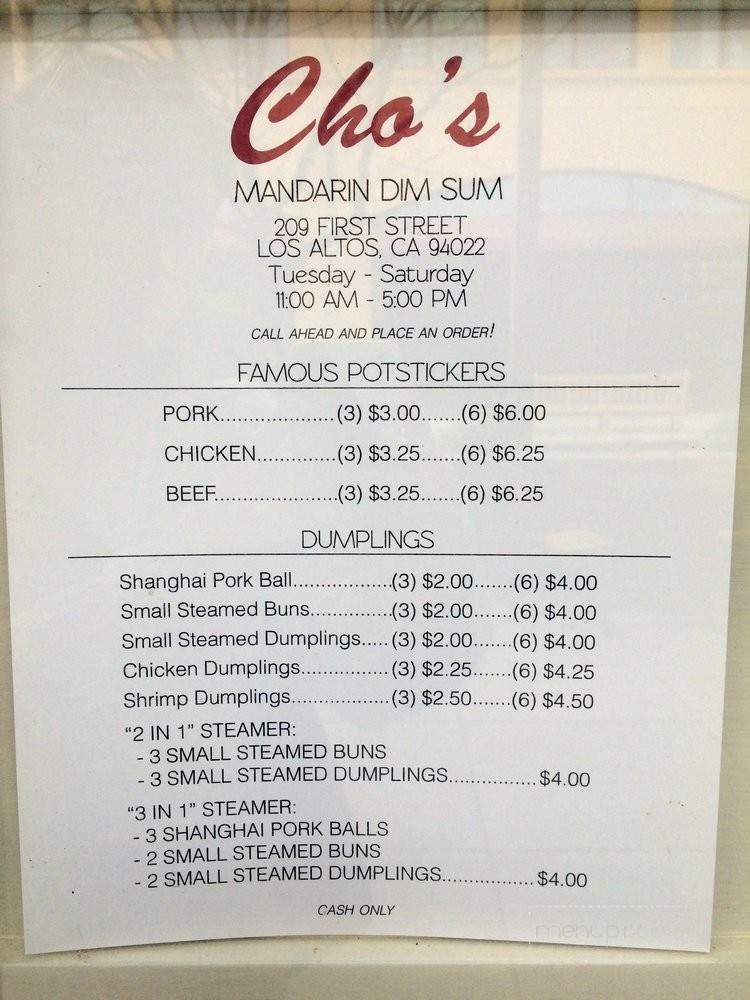 Cho's
MANDARIN DIM SUM
209 FIRST STREET
LOS ALTOS, CA 94022
Tuesday - Saturday
11:00 AM - 5:00 PM
CALL AHEAD AND PLACE AN ORDER!
FAMOUS POTSTICKERS
PORK.....................(3) $3.00.......(6) $6.00
CHICKEN..............(3) $3.25.......(6) $6.25
BEEF......................(3) $3.25.......(6) $6.25
DUMPLINGS
Shanghai Pork Ball..................(3) $2.00.......(6) $4.00
Small Steamed Buns...............(3) $2.00.......(6) $4.00
Small Steamed Dumplings.....(3) $2.00.......(6) $4.00
Chicken Dumplings................(3) $2.25.......(6) $4.25
Shrimp Dumplings..................(3) $2.50.......(6) $4.50
"2 IN 1" STEAMER:
- 3 SMALL STEAMED BUNS
- 3 SMALL STEAMED DUMPLINGS................$4.00
"3 IN 1" STEAMER:
- 3 SHANGHAI PORK BALLS
- 2 SMALL STEAMED BUNS
- 2 SMALL STEAMED DUMPLINGS.................$4.00
CASH ONLY
menupix